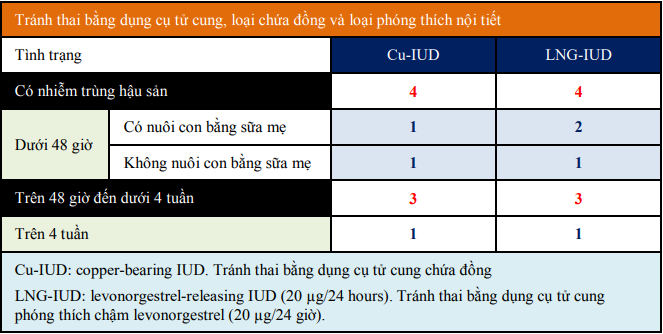 Tránh thai bằng dụng cụ tử cung, loại chứa đồng và loại phóng thích nội tiết
Tình trạng Cu-IUD LNG-IUD
Có nhiễm trùng hậu sản 4 4
Dưới 48 giờ Có nuôi con bằng sữa mẹ 1 2
Không nuôi con bằng sữa mẹ 1 1
Trên 48 giờ đến dưới 4 tuần 3 3
Trên 4 tuần 1 1
Cu-IUD: copper-bearing IUD. Tránh thai bằng dụng cụ tử cung chứa đồng
LNG-IUD: levonorgestrel-releasing IUD (20 µg/24 hours). Tránh thai bằng dụng cụ tử cung
phóng thích chậm levonorgestrel (20 µg/24 giờ).